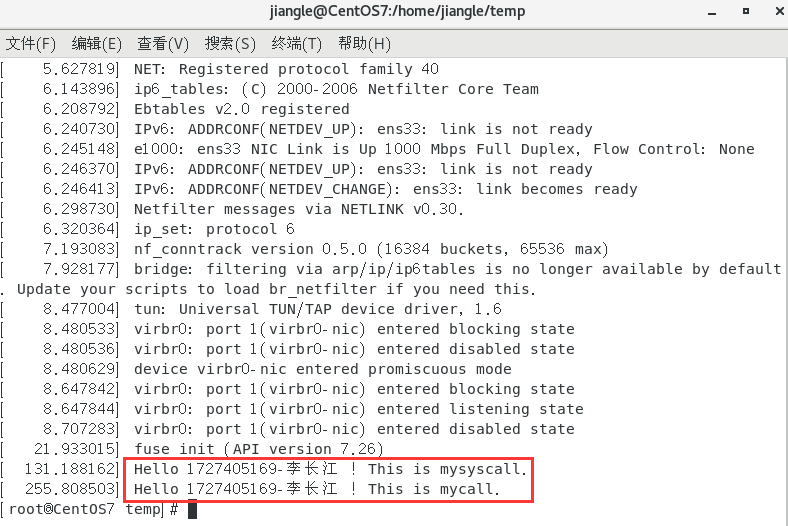 jiangle@CentOS7:/home/jiangle/temp
文件(F) 编辑(E) 查看(V) 搜索(S) 终端(T) 帮助(H)
[    5.627819] NET: Registered protocol family 40
[    6.143896] ip6_tables: (C) 2000-2006 Netfilter Core Team
[    6.208792] Ebtables v2.0 registered
[    6.240730] IPv6: ADDRCONF(NETDEV_UP): ens33: link is not ready
[    6.245148] e1000: ens33 NIC Link is Up 1000 Mbps Full Duplex, Flow Control: None
[    6.246370] IPv6: ADDRCONF(NETDEV_UP): ens33: link is not ready
[    6.246413] IPv6: ADDRCONF(NETDEV_CHANGE): ens33: link becomes ready
[    6.298730] Netfilter messages via NETLINK v0.30.
[    6.320364] ip_set: protocol 6
[    7.193083] nf_conntrack version 0.5.0 (16384 buckets, 65536 max)
[    7.928177] bridge: filtering via arp/ip/ip6tables is no longer available by default
. Update your scripts to load br_netfilter if you need this.
[    8.477004] tun: Universal TUN/TAP device driver, 1.6
[    8.480533] virbr0: port 1(virbr0-nic) entered blocking state
[    8.480536] virbr0: port 1(virbr0-nic) entered disabled state
[    8.480629] device virbr0-nic entered promiscuous mode
[    8.647842] virbr0: port 1(virbr0-nic) entered blocking state
[    8.647844] virbr0: port 1(virbr0-nic) entered listening state
[    8.707283] virbr0: port 1(virbr0-nic) entered disabled state
[   21.933015] fuse init (API version 7.26)
[  131.188162] Hello 1727405169-李长江 ! This is mysyscall.
[  255.808503] Hello 1727405169-李长江 ! This is mycall.
[root@CentOS7 temp]#